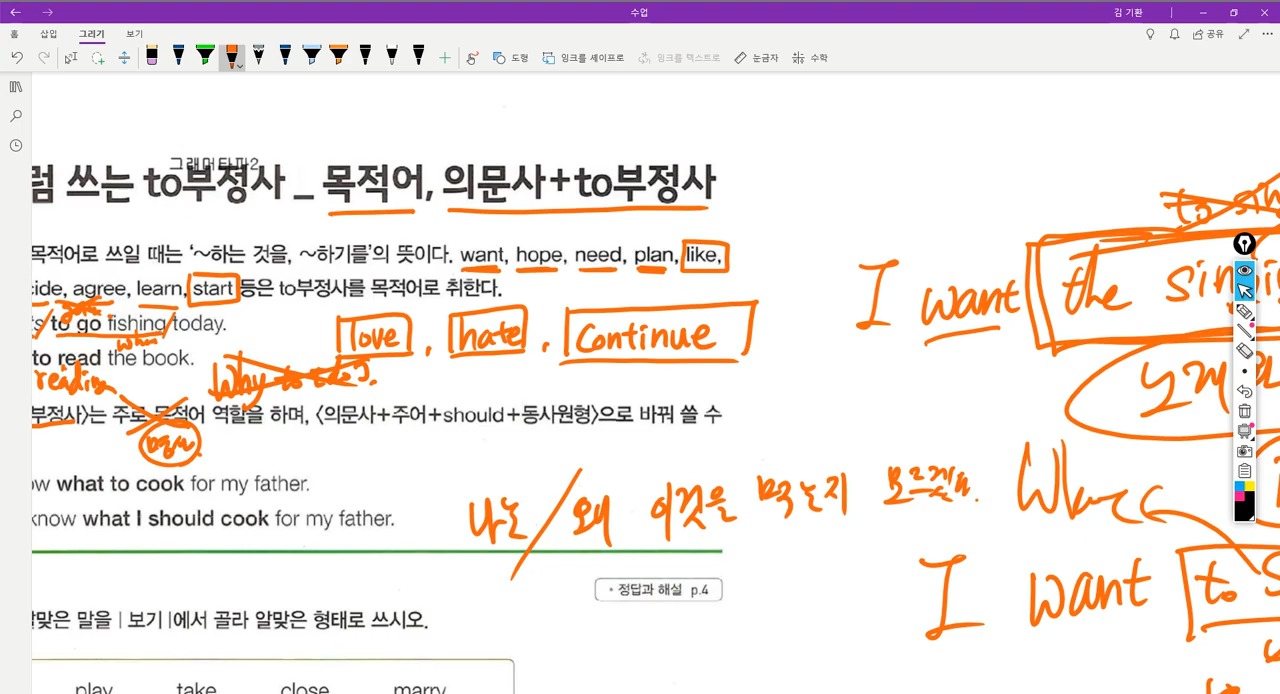 수업
김 기환
홈 삽입 그리기 보기
공유
도형 잉크를 셰이프로 잉크를 텍스트로 눈금자 수학
그래머타파2
럼 쓰는 to부정사 _ 목적어, 의문사+to부정사
to sin
목적어로 쓰일 때는 '~하는 것을, ~하기를'의 뜻이다. want, hope, need, plan, like,
I want the singin
cide, agree, learn, start 등은 to부정사를 목적어로 취한다.
to go fishing today.
love, hate, continue
to read the book.
reading
Why to
부정사〉는 주로 목적어 역할을 하며, 〈의문사+주어+should+동사원형〉으로 바꿔 쓸 수
명사
ow what to cook for my father.
나는 / 왜 이것을 먹는지 모르겠다.
know what I should cook for my father.
I want to s
정답과 해설 p.4
알맞은 말을 | 보기 |에서 골라 알맞은 형태로 쓰시오.
play take close marry